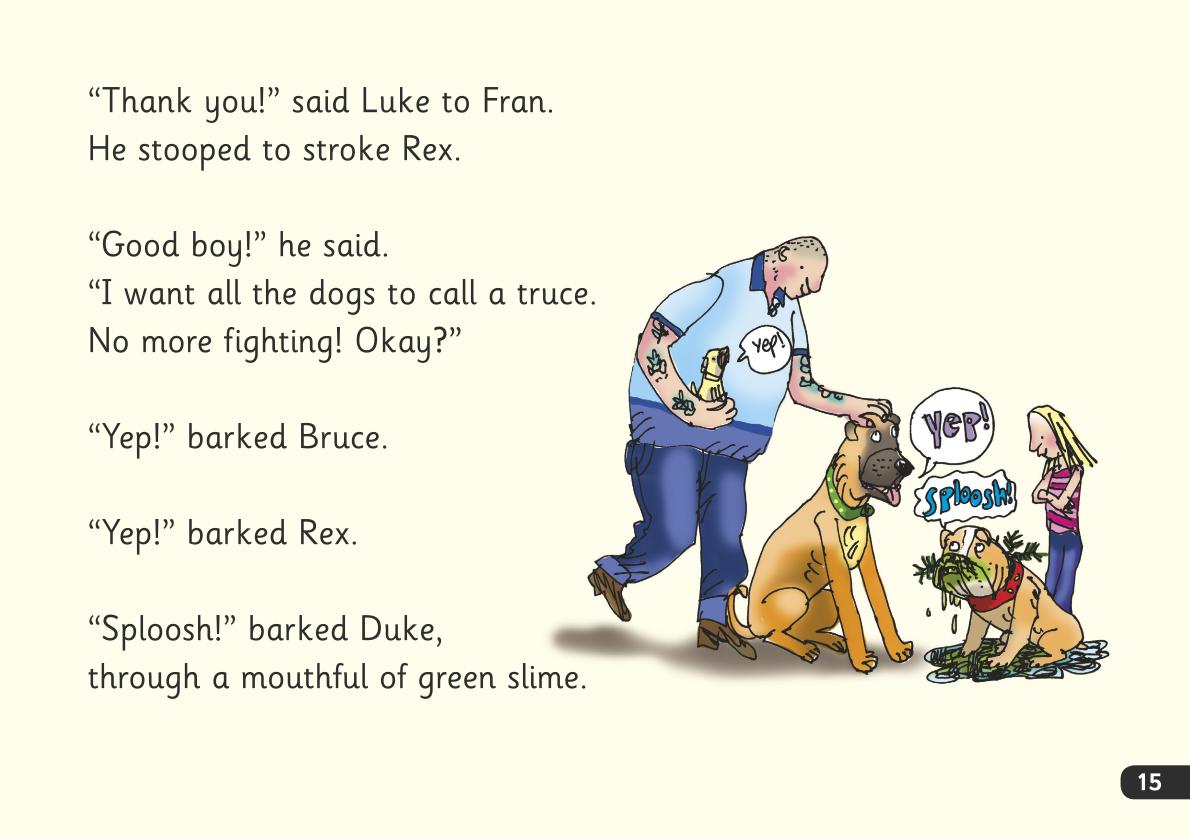 “Thank you!” said Luke to Fran.
He stooped to stroke Rex.
“Good boy!” he said.
“I want all the dogs to call a truce.
No more fighting! Okay?”
“Yep!” barked Bruce.
“Yep!” barked Rex.
“Sploosh!” barked Duke,
through a mouthful of green slime.
Yep!
Yep!
Sploosh!
15